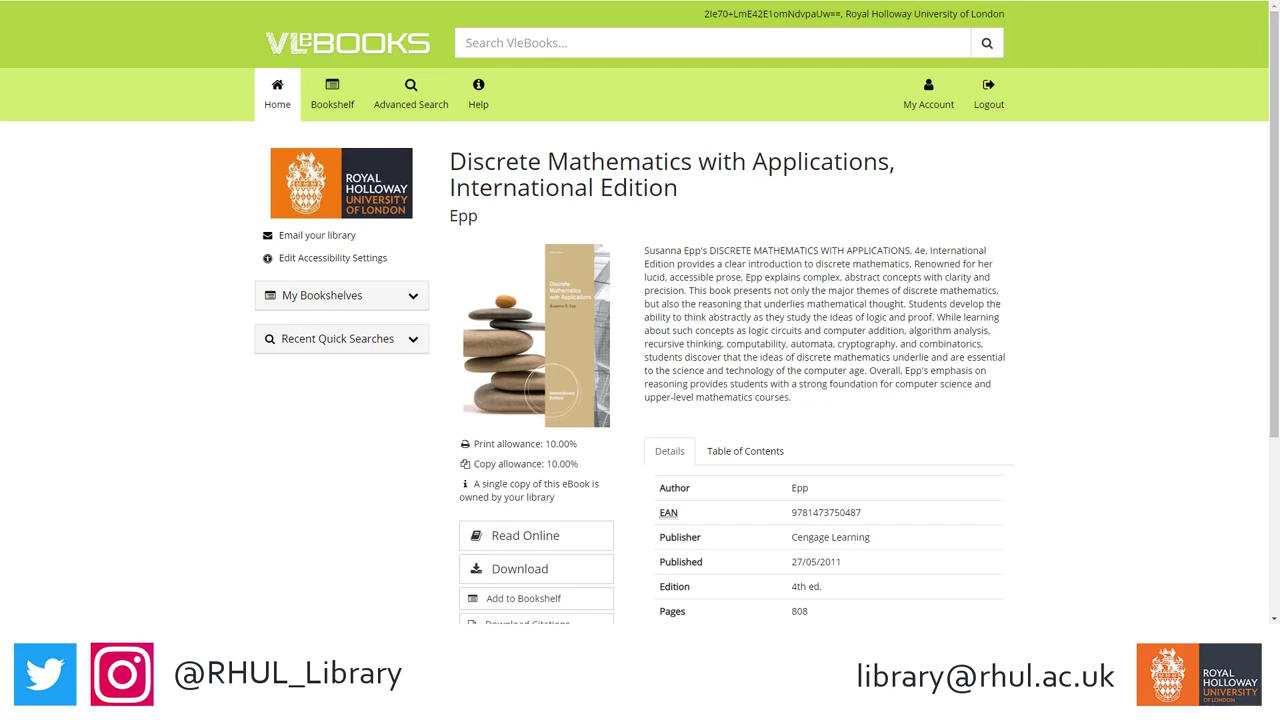 2Ie70+LmE42E1omNdvpaUw==, Royal Holloway University of London
VLeBOOKS
Search VleBooks...
Home
Bookshelf
Advanced Search
Help
My Account
Logout
ROYAL
HOLLOWAY
UNIVERSITY
OF LONDON
Email your library
Edit Accessibility Settings
My Bookshelves
Recent Quick Searches
Discrete Mathematics with Applications,
International Edition
Epp
Discrete
Mathematics
with Applications
International
Edition
Print allowance: 10.00%
Copy allowance: 10.00%
A single copy of this eBook is
owned by your library
Read Online
Download
Add to Bookshelf
Download Citations
Susanna Epp's DISCRETE MATHEMATICS WITH APPLICATIONS, 4e, International
Edition provides a clear introduction to discrete mathematics. Renowned for her
lucid, accessible prose, Epp explains complex, abstract concepts with clarity and
precision. This book presents not only the major themes of discrete mathematics,
but also the reasoning that underlies mathematical thought. Students develop the
ability to think abstractly as they study the ideas of logic and proof. While learning
about such concepts as logic circuits and computer addition, algorithm analysis,
recursive thinking, computability, automata, cryptography, and combinatorics,
students discover that the ideas of discrete mathematics underlie and are essential
to the science and technology of the computer age. Overall, Epp's emphasis on
reasoning provides students with a strong foundation for computer science and
upper-level mathematics courses.
Details
Table of Contents
Author Epp
EAN 9781473750487
Publisher Cengage Learning
Published 27/05/2011
Edition 4th ed.
Pages 808
@RHUL_Library
library@rhul.ac.uk
ROYAL
HOLLOWAY
UNIVERSITY
OF LONDON